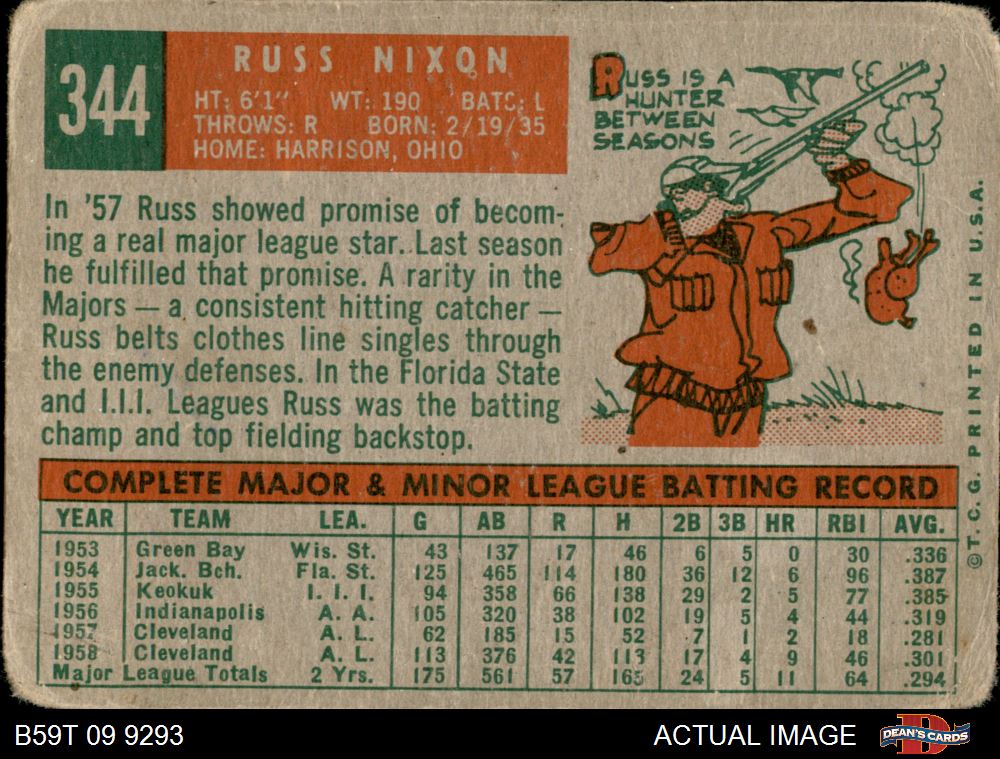 344
RUSS NIXON
HT: 6'1" WT: 190 BATS: L
THROWS: R BORN: 2/19/35
HOME: HARRISON, OHIO
RUSS IS A
HUNTER
BETWEEN
SEASONS
In '57 Russ showed promise of becom-
ing a real major league star. Last season
he fulfilled that promise. A rarity in the
Majors — a consistent hitting catcher —
Russ belts clothes line singles through
the enemy defenses. In the Florida State
and I.I.I. Leagues Russ was the batting
champ and top fielding backstop.
COMPLETE MAJOR & MINOR LEAGUE BATTING RECORD
YEAR TEAM LEA. G AB R H 2B 3B HR RBI AVG.
1953 Green Bay Wis. St. 43 137 17 46 6 5 0 30 .336
1954 Jack. Bch. Fla. St. 125 465 114 180 36 12 6 96 .387
1955 Keokuk I. I. I. 94 358 66 138 29 2 5 77 .385
1956 Indianapolis A. A. 105 320 38 102 19 5 4 44 .319
1957 Cleveland A. L. 62 185 15 52 7 1 2 18 .281
1958 Cleveland A. L. 113 376 42 113 17 4 9 46 .301
Major League Totals 2 Yrs. 175 561 57 165 24 5 11 64 .294
©T. C. G. PRINTED IN U.S.A.
B59T 09 9293
ACTUAL IMAGE
DEAN'S CARDS